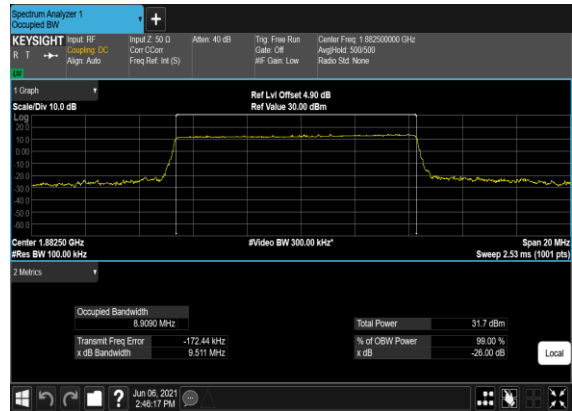 Spectrum Analyzer 1
Occupied BW
+
KEYSIGHT Input: RF Input Z: 50 Ω Atten: 40 dB Trig: Free Run Center Freq: 1.882500000 GHz
R T Coupling: DC Corr CCorr Gate: Off Avg|Hold: 500/500
Align: Auto Freq Ref: Int (S) #IF Gain: Low Radio Std: None
1 Graph Ref Lvl Offset 4.90 dB
Scale/Div 10.0 dB Ref Value 30.00 dBm
Log
20.0
10.0
0.00
-10.0
-20.0
-30.0
-40.0
-50.0
-60.0
Center 1.88250 GHz #Video BW 300.00 kHz* Span 20 MHz
#Res BW 100.00 kHz Sweep 2.53 ms (1001 pts)
2 Metrics
Occupied Bandwidth
8.9090 MHz Total Power 31.7 dBm
Transmit Freq Error -172.44 kHz % of OBW Power 99.00 %
x dB Bandwidth 9.511 MHz x dB -26.00 dB
Local
? Jun 06, 2021
2:46:17 PM